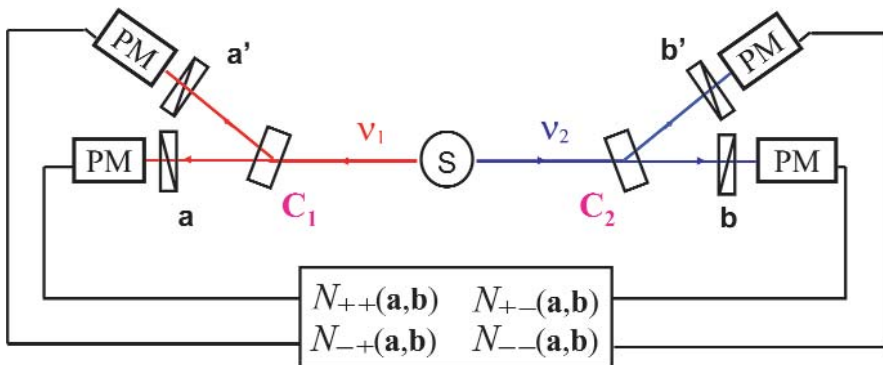 PM a' b' PM
ν₁ ν₂
PM S PM
a C₁ C₂ b
N₊₊(a,b) N₊₋(a,b)
N₋₊(a,b) N₋₋(a,b)